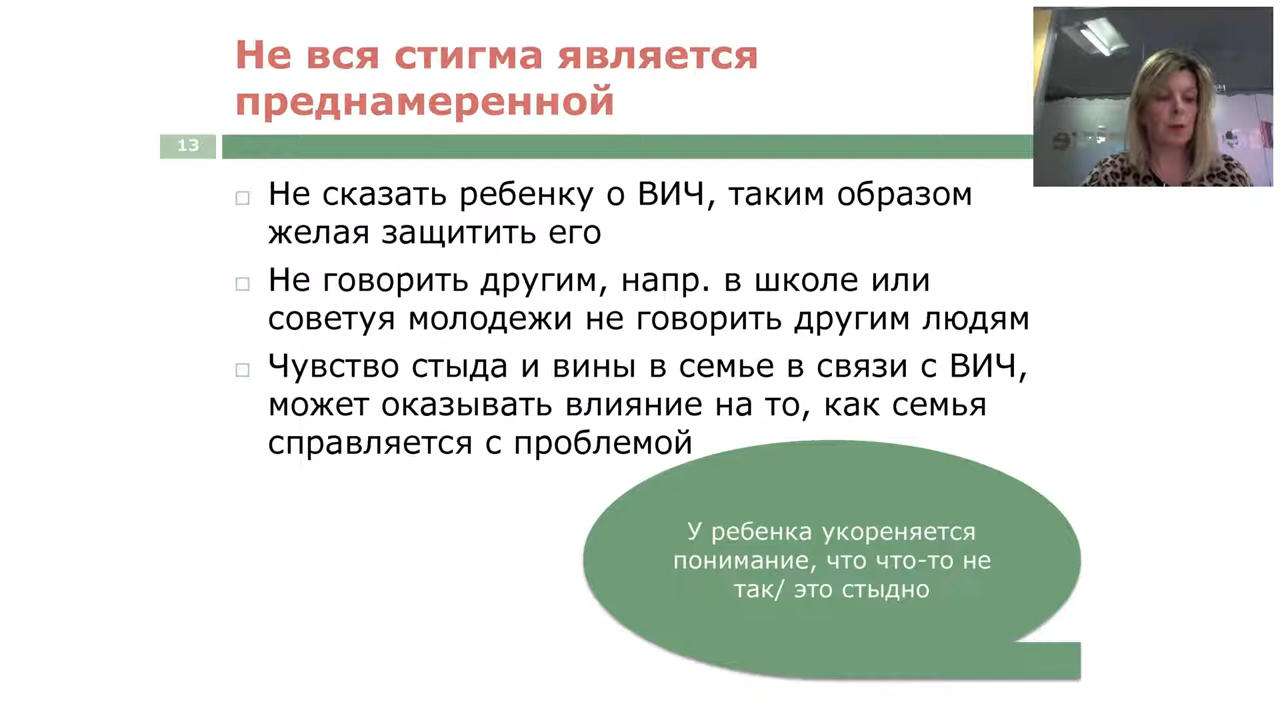 Не вся стигма является
преднамеренной
13
Не сказать ребенку о ВИЧ, таким образом
желая защитить его
Не говорить другим, напр. в школе или
советуя молодежи не говорить другим людям
Чувство стыда и вины в семье в связи с ВИЧ,
может оказывать влияние на то, как семья
справляется с проблемой
У ребенка укореняется
понимание, что что-то не
так/ это стыдно